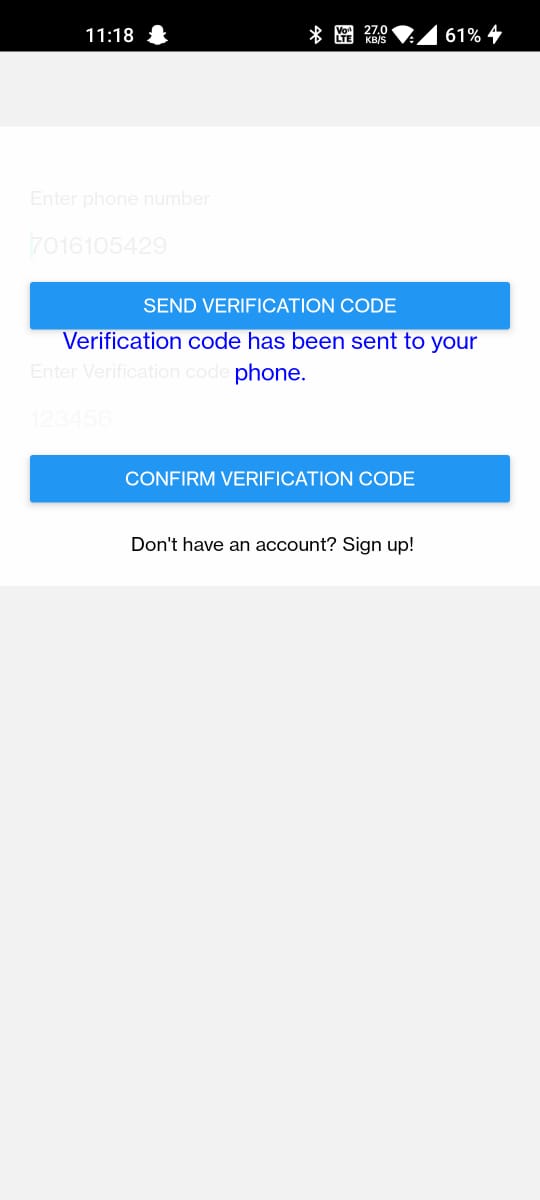 11:18
Vo)) LTE 27.0 KB/S 61%
Enter phone number
7016105429
SEND VERIFICATION CODE
Verification code has been sent to your
phone.
Enter Verification code
123456
CONFIRM VERIFICATION CODE
Don't have an account? Sign up!